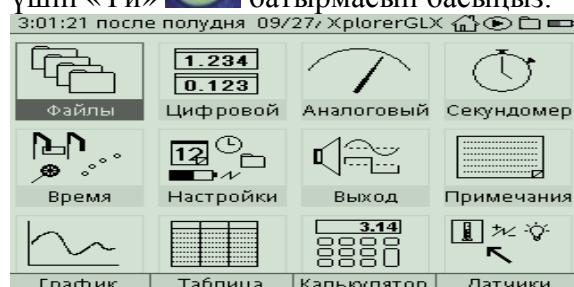 үшін «Үй» батырмасын басыңыз.
3:01:21 после полудня 09/27/ XplorerGLX
1.234
0.123
Файлы Цифровой Аналоговый Секундомер
12
Время Настройки Выход Примечания
3.14
График Таблица Калькулятор Датчики